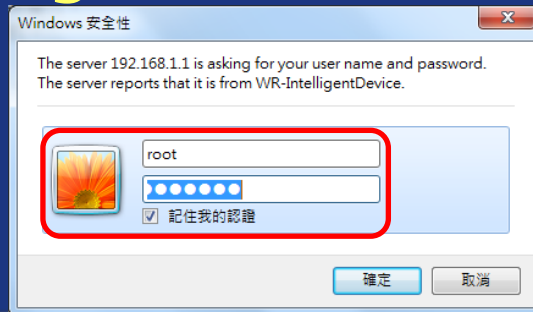 Windows 安全性
The server 192.168.1.1 is asking for your user name and password.
The server reports that it is from WR-IntelligentDevice.
root
●●●●●●●
記住我的認證
確定
取消